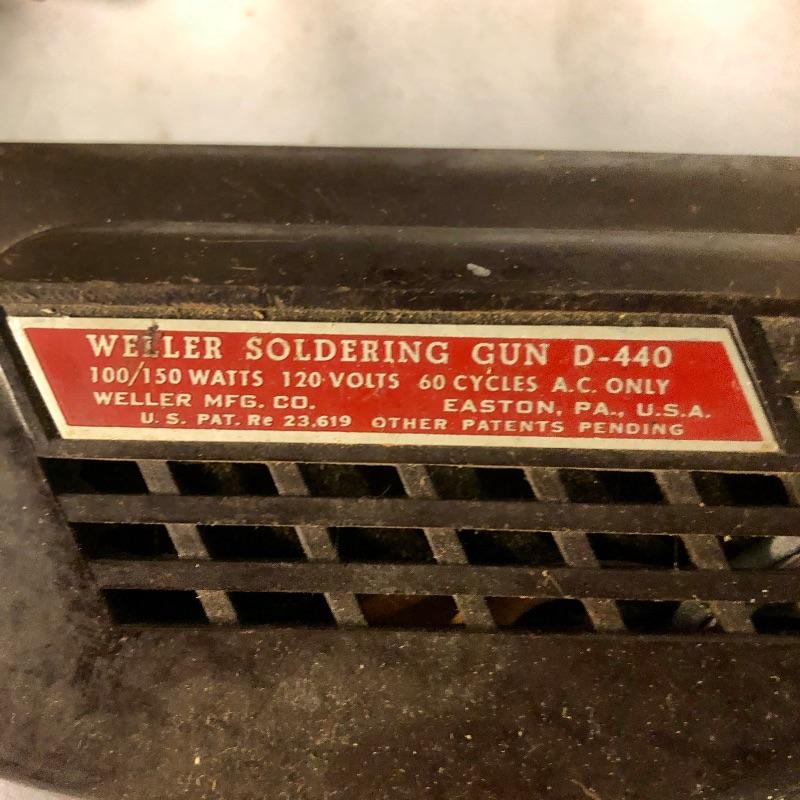 WELLER SOLDERING GUN D-440
100/150 WATTS 120 VOLTS 60 CYCLES A.C. ONLY
WELLER MFG. CO. EASTON, PA., U.S.A.
U. S. PAT. Re 23,619 OTHER PATENTS PENDING